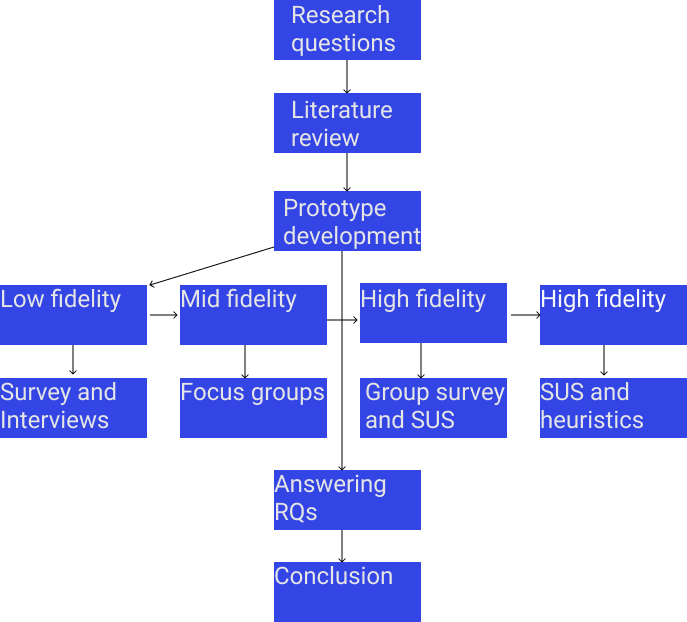 Research
questions
Literature
review
Prototype
development
Low fidelity
Mid fidelity
High fidelity
High fidelity
Survey and
Interviews
Focus groups
Group survey
and SUS
SUS and
heuristics
Answering
RQs
Conclusion